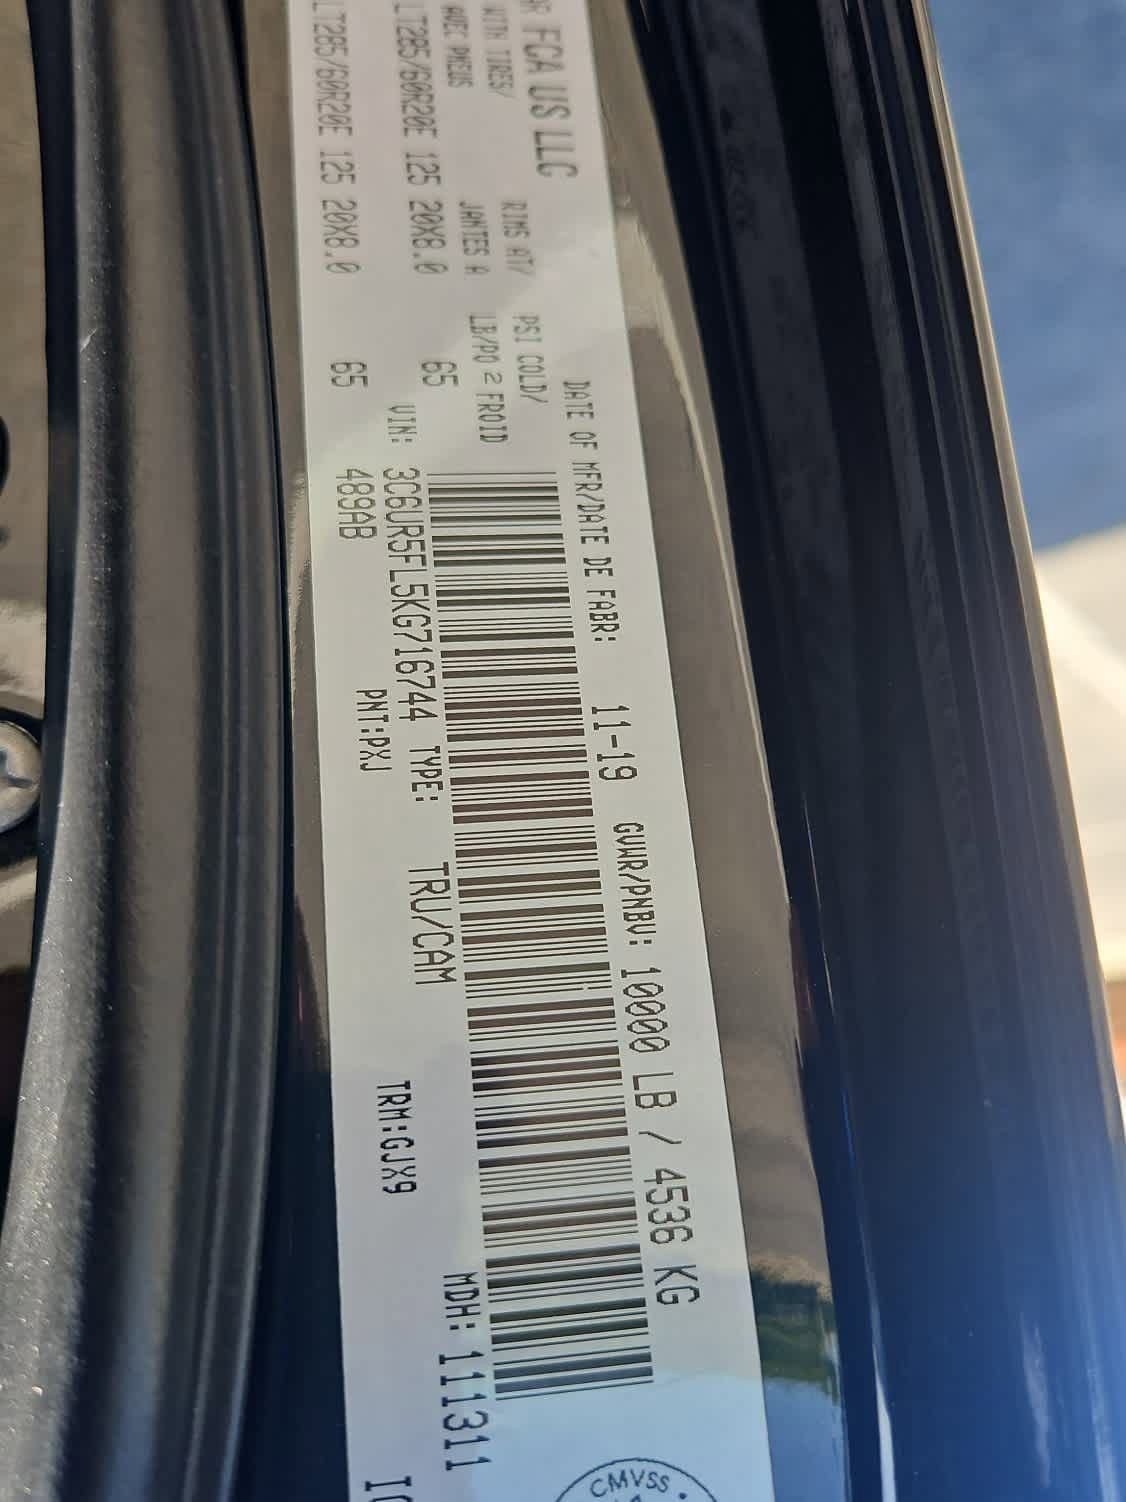 FCA US LLC
DATE OF MFR/DATE DE FABR: 11-19 GVWR/PNBV: 10000 LB / 4536 KG
WITH TIRES/ RIMS AT/ PSI COLD/
AVEC PNEUS JANTES A LB/PO 2 FROID
LT285/60R20E 125 20X8.0 65
VIN: 3C6UR5FL5KG716744 TYPE: TRU/CAM MDH: 111311
LT285/60R20E 125 20X8.0 65 489AB
PNT:PXJ TRM:GJX9
CMVSS